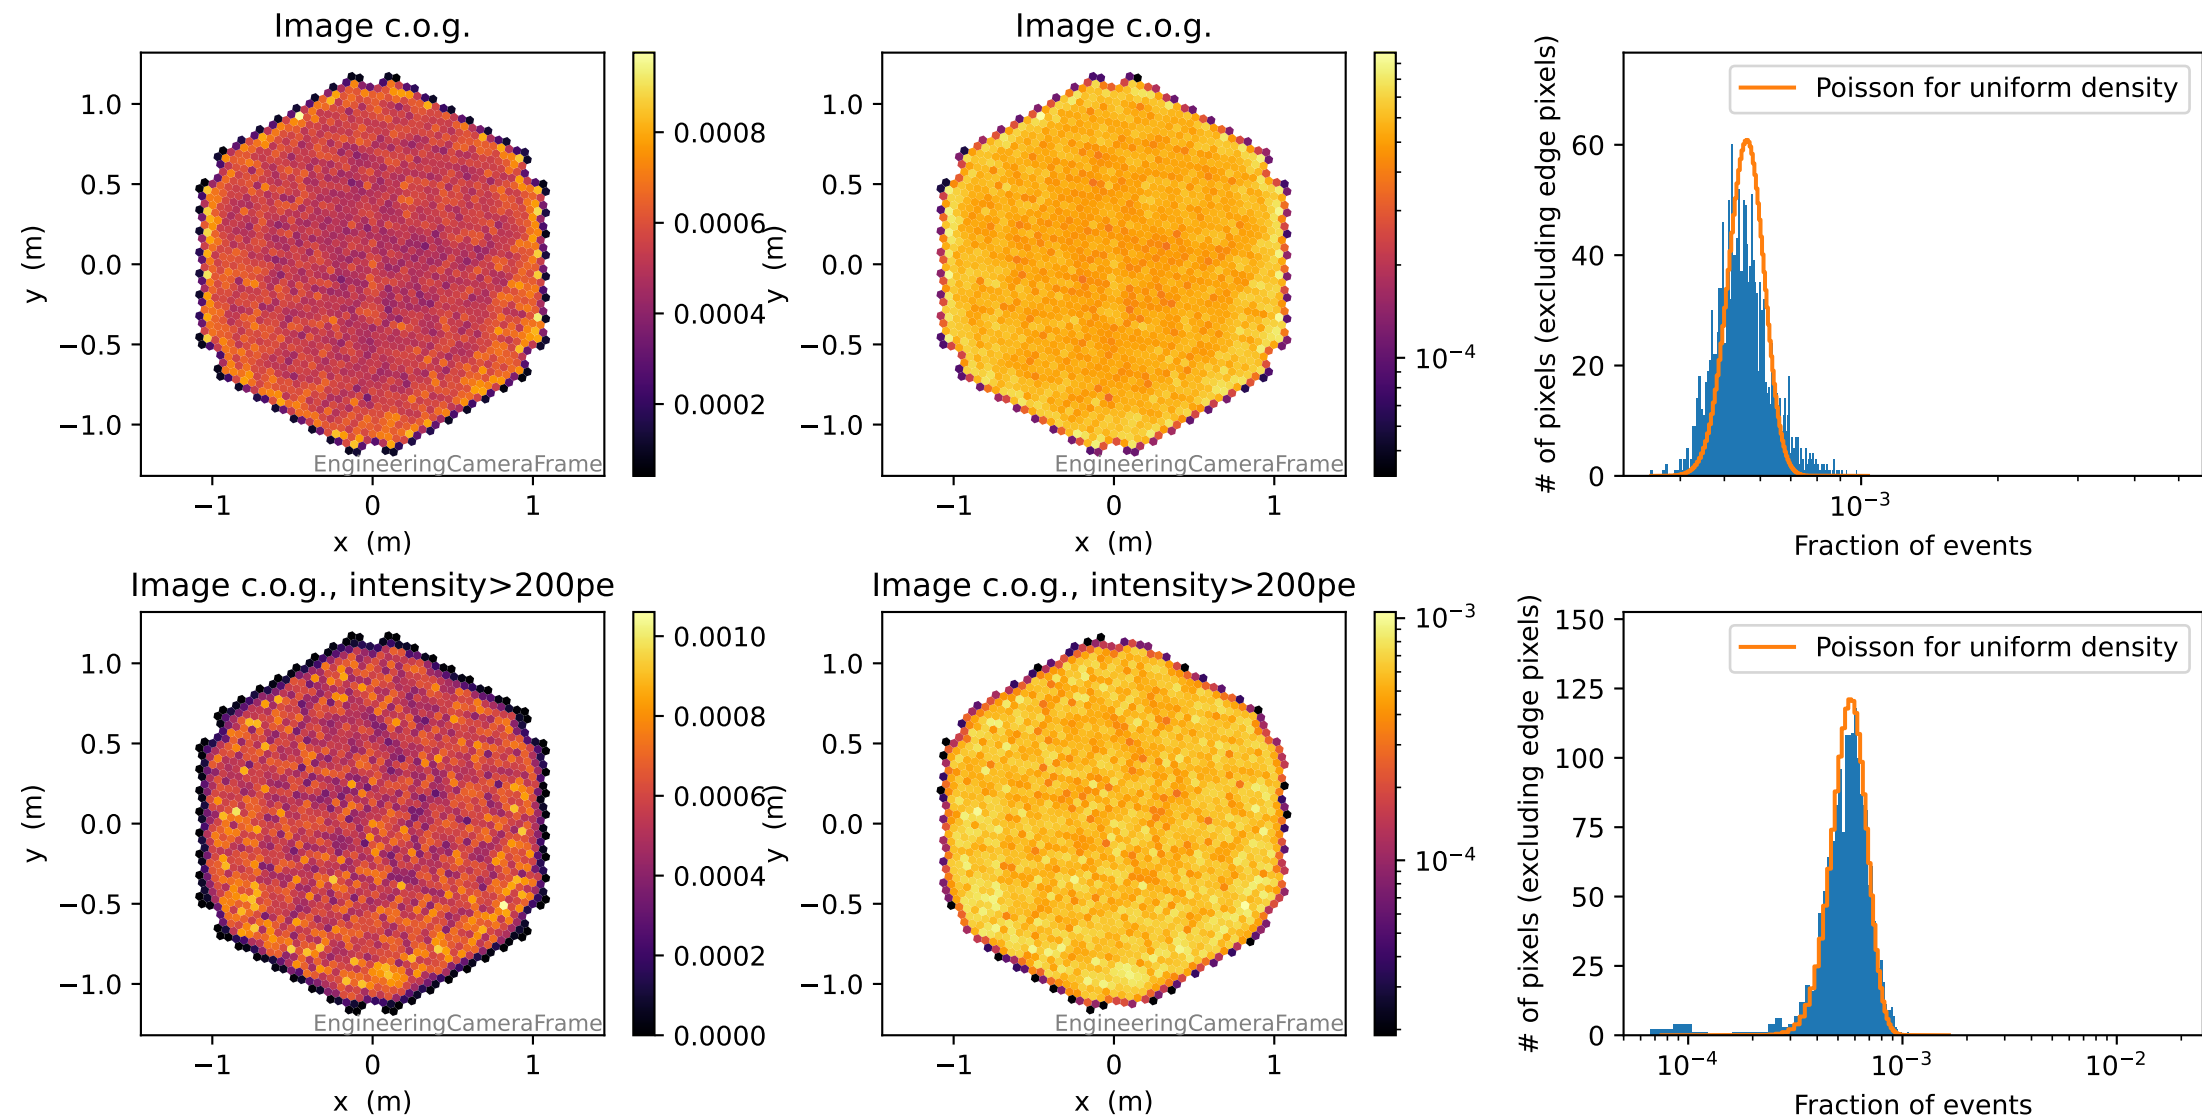 Image c.o.g.
1.0
0.5
0.0
−0.5
−1.0
y (m)
−1 0 1
x (m)
EngineeringCameraFrame
0.0008
0.0006
0.0004
0.0002
Image c.o.g.
1.0
0.5
0.0
−0.5
−1.0
y (m)
−1 0 1
x (m)
EngineeringCameraFrame
10⁻⁴
# of pixels (excluding edge pixels)
60
40
20
0
Poisson for uniform density
10⁻³
Fraction of events
Image c.o.g., intensity>200pe
1.0
0.5
0.0
−0.5
−1.0
y (m)
−1 0 1
x (m)
EngineeringCameraFrame
0.0010
0.0008
0.0006
0.0004
0.0002
0.0000
Image c.o.g., intensity>200pe
1.0
0.5
0.0
−0.5
−1.0
y (m)
−1 0 1
x (m)
EngineeringCameraFrame
10⁻³
10⁻⁴
# of pixels (excluding edge pixels)
150
125
100
75
50
25
0
Poisson for uniform density
10⁻⁴ 10⁻³ 10⁻²
Fraction of events